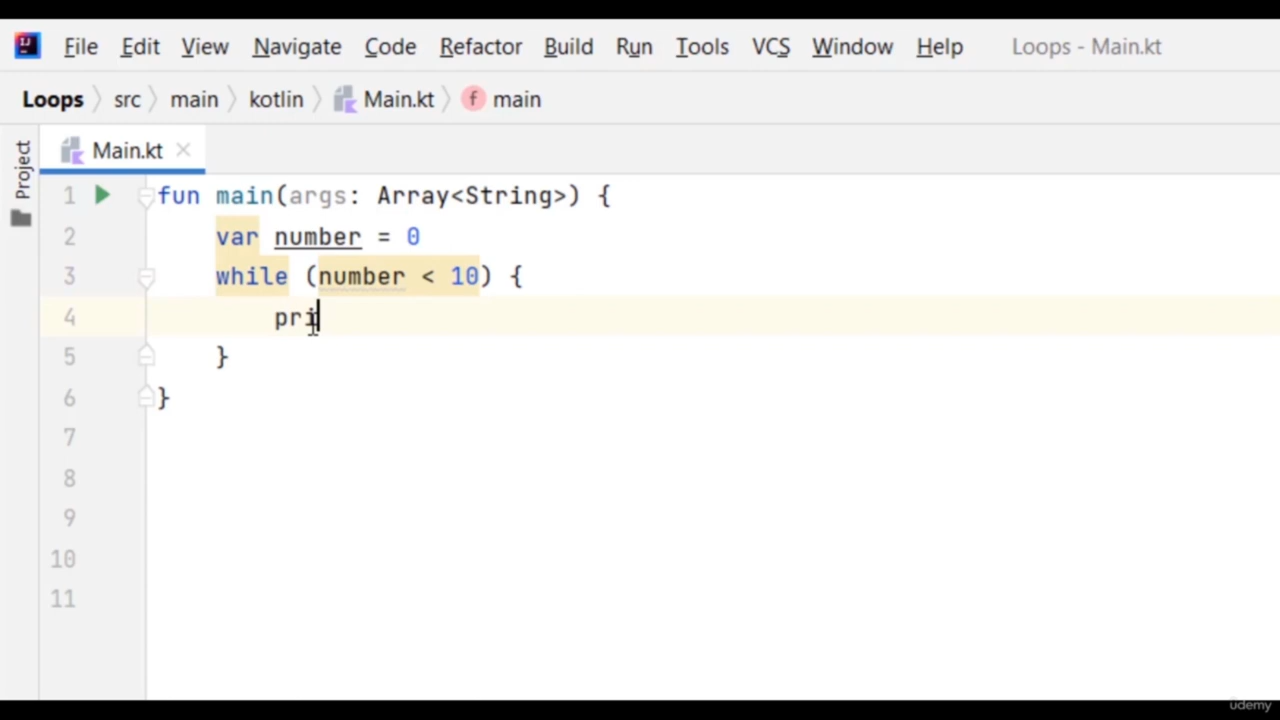 File Edit View Navigate Code Refactor Build Run Tools VCS Window Help Loops - Main.kt
Loops src main kotlin Main.kt f main
Project
Main.kt
1 fun main(args: Array<String>) {
2 var number = 0
3 while (number < 10) {
4 pri
5 }
6 }
7
8
9
10
11
udemy